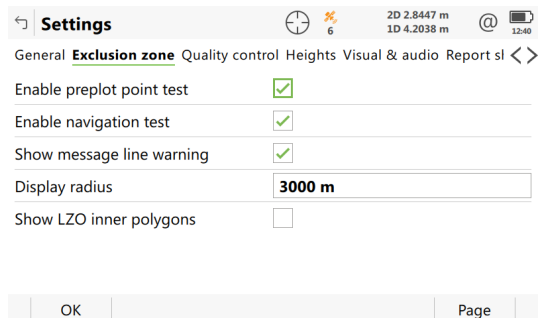 Settings
6
2D 2.8447 m
1D 4.2038 m
@
12:40
General Exclusion zone Quality control Heights Visual & audio Report sl
Enable preplot point test
Enable navigation test
Show message line warning
Display radius 3000 m
Show LZO inner polygons
OK Page